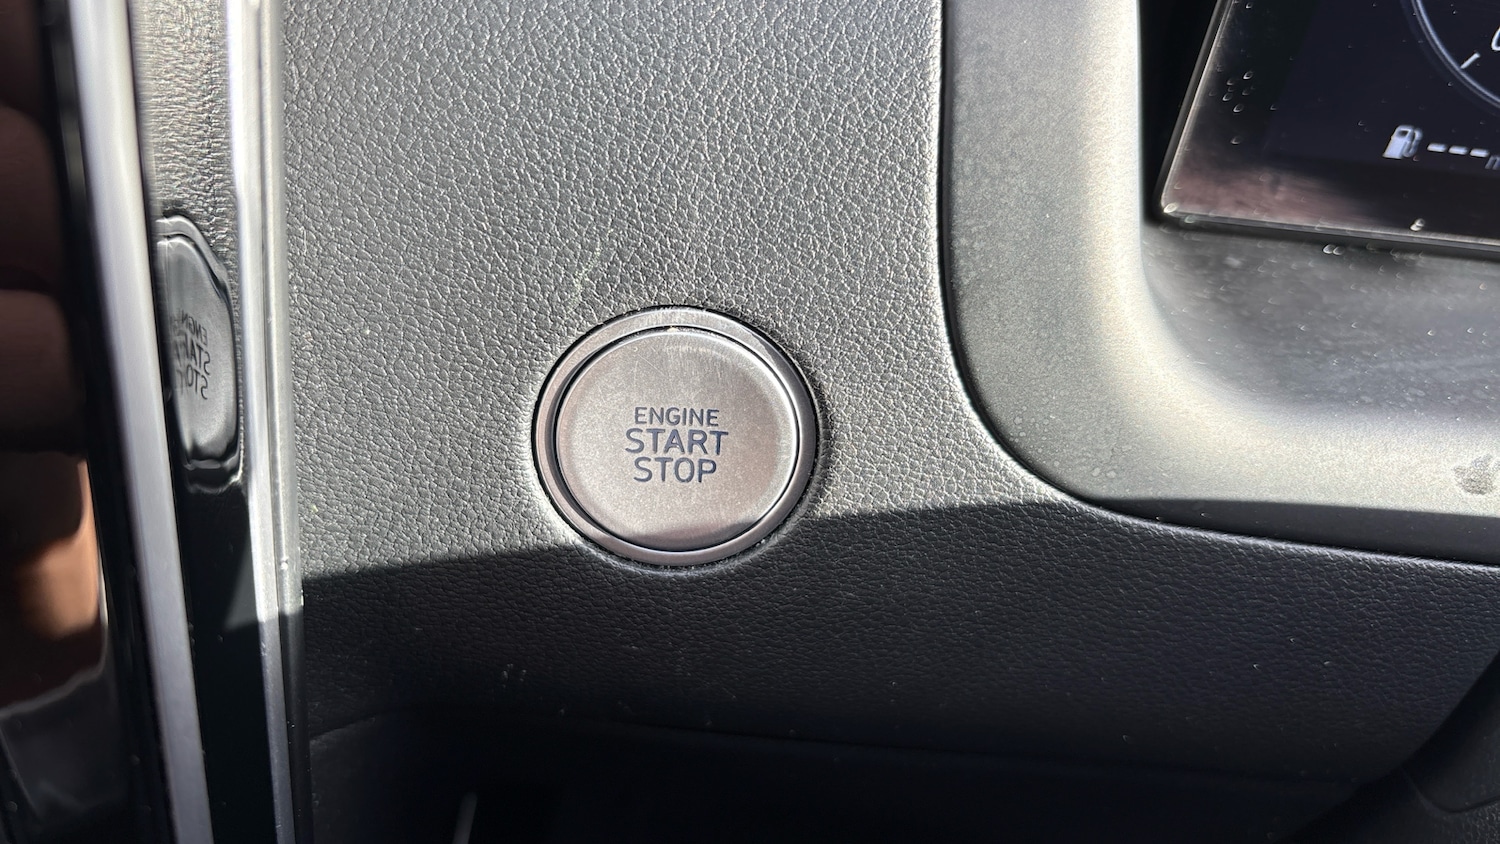 ENGINE
START
STOP
---